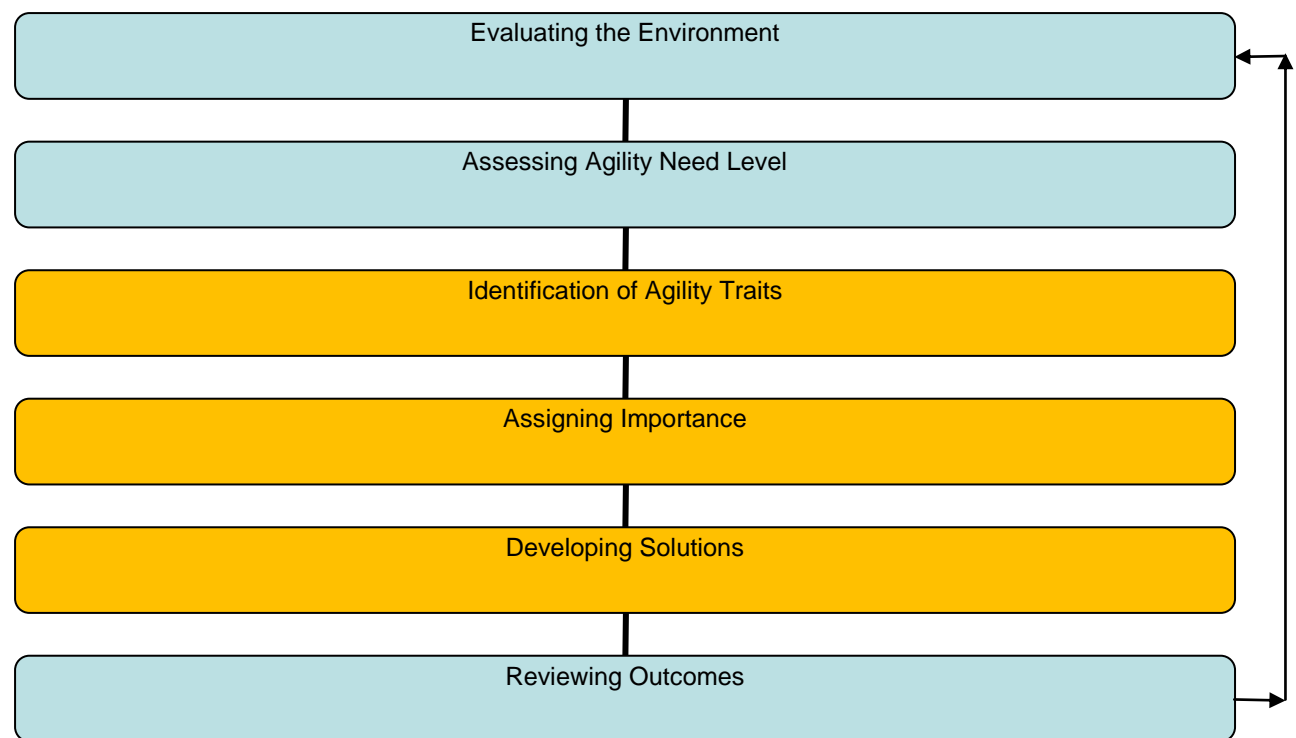 Evaluating the Environment
Assessing Agility Need Level
Identification of Agility Traits
Assigning Importance
Developing Solutions
Reviewing Outcomes